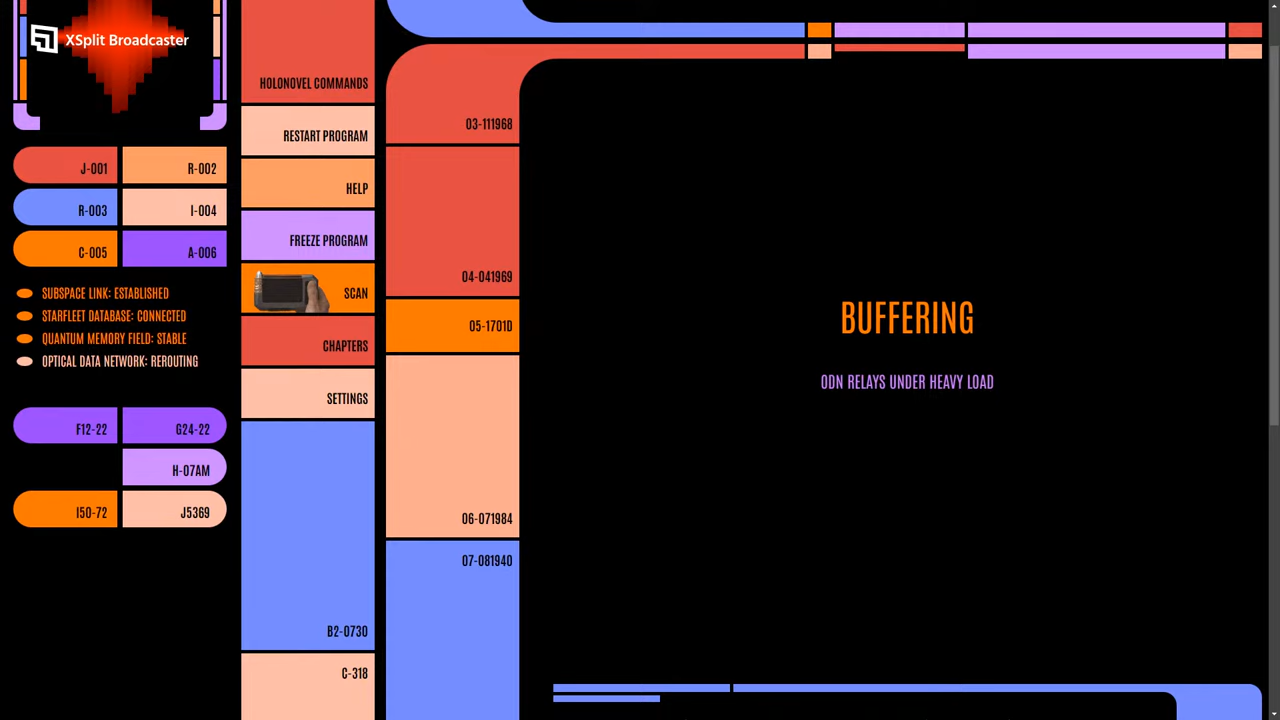 XSplit Broadcaster
J-001
R-002
R-003
I-004
C-005
A-006
SUBSPACE LINK: ESTABLISHED
STARFLEET DATABASE: CONNECTED
QUANTUM MEMORY FIELD: STABLE
OPTICAL DATA NETWORK: REROUTING
F12-22
G24-22
H-07AM
I50-72
J5369
HOLONOVEL COMMANDS
RESTART PROGRAM
HELP
FREEZE PROGRAM
SCAN
CHAPTERS
SETTINGS
B2-0730
C-318
03-111968
04-041969
05-1701D
06-071984
07-081940
BUFFERING
ODN RELAYS UNDER HEAVY LOAD